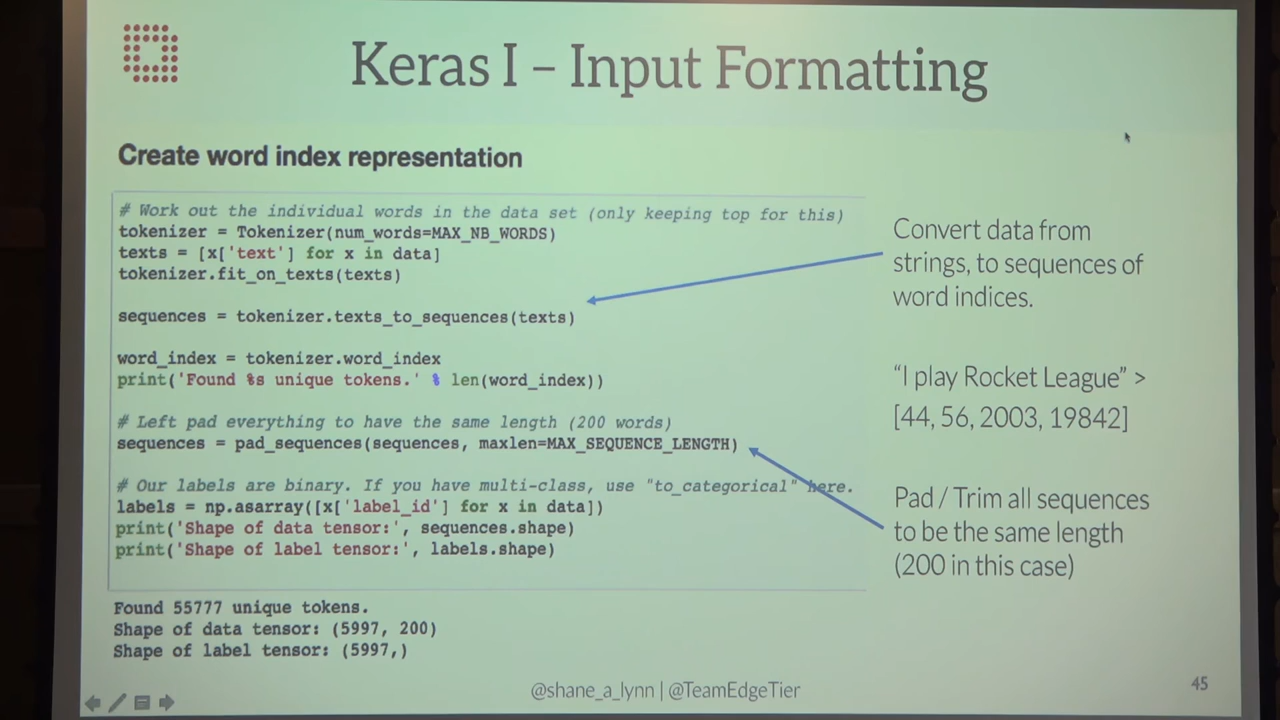 Keras I – Input Formatting
Create word index representation
# Work out the individual words in the data set (only keeping top for this)
tokenizer = Tokenizer(num_words=MAX_NB_WORDS)
texts = [x['text'] for x in data]
tokenizer.fit_on_texts(texts)
sequences = tokenizer.texts_to_sequences(texts)
word_index = tokenizer.word_index
print('Found %s unique tokens.' % len(word_index))
# Left pad everything to have the same length (200 words)
sequences = pad_sequences(sequences, maxlen=MAX_SEQUENCE_LENGTH)
# Our labels are binary. If you have multi-class, use "to_categorical" here.
labels = np.asarray([x['label_id'] for x in data])
print('Shape of data tensor:', sequences.shape)
print('Shape of label tensor:', labels.shape)
Found 55777 unique tokens.
Shape of data tensor: (5997, 200)
Shape of label tensor: (5997,)
Convert data from
strings, to sequences of
word indices.
“I play Rocket League” >
[44, 56, 2003, 19842]
Pad / Trim all sequences
to be the same length
(200 in this case)
@shane_a_lynn | @TeamEdgeTier
45